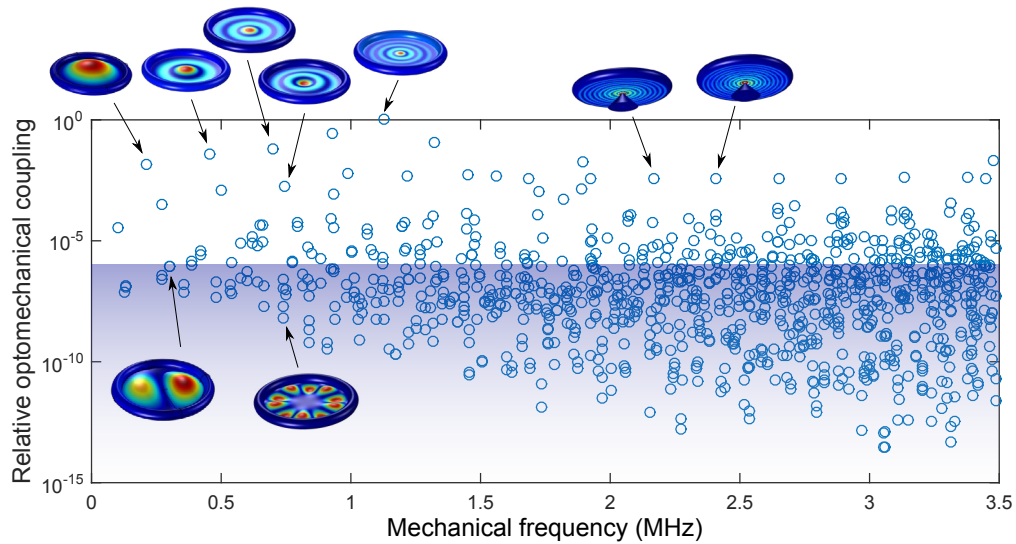 Relative optomechanical coupling
10^0
10^-5
10^-10
10^-15
0 0.5 1 1.5 2 2.5 3 3.5
Mechanical frequency (MHz)